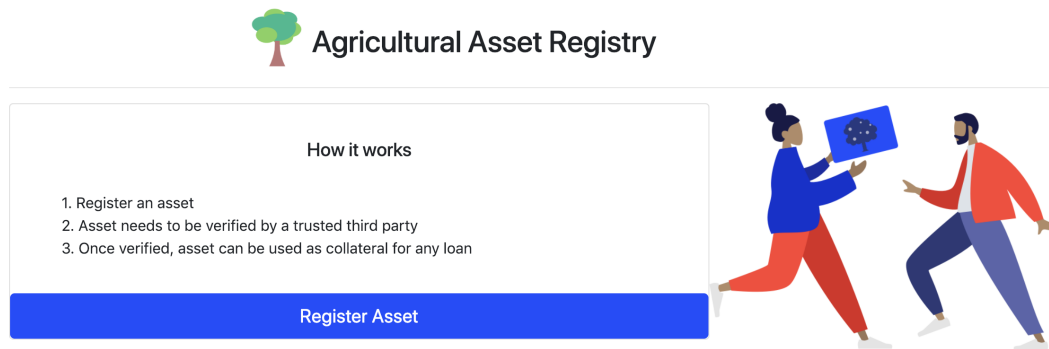 Agricultural Asset Registry
How it works
1. Register an asset
2. Asset needs to be verified by a trusted third party
3. Once verified, asset can be used as collateral for any loan
Register Asset